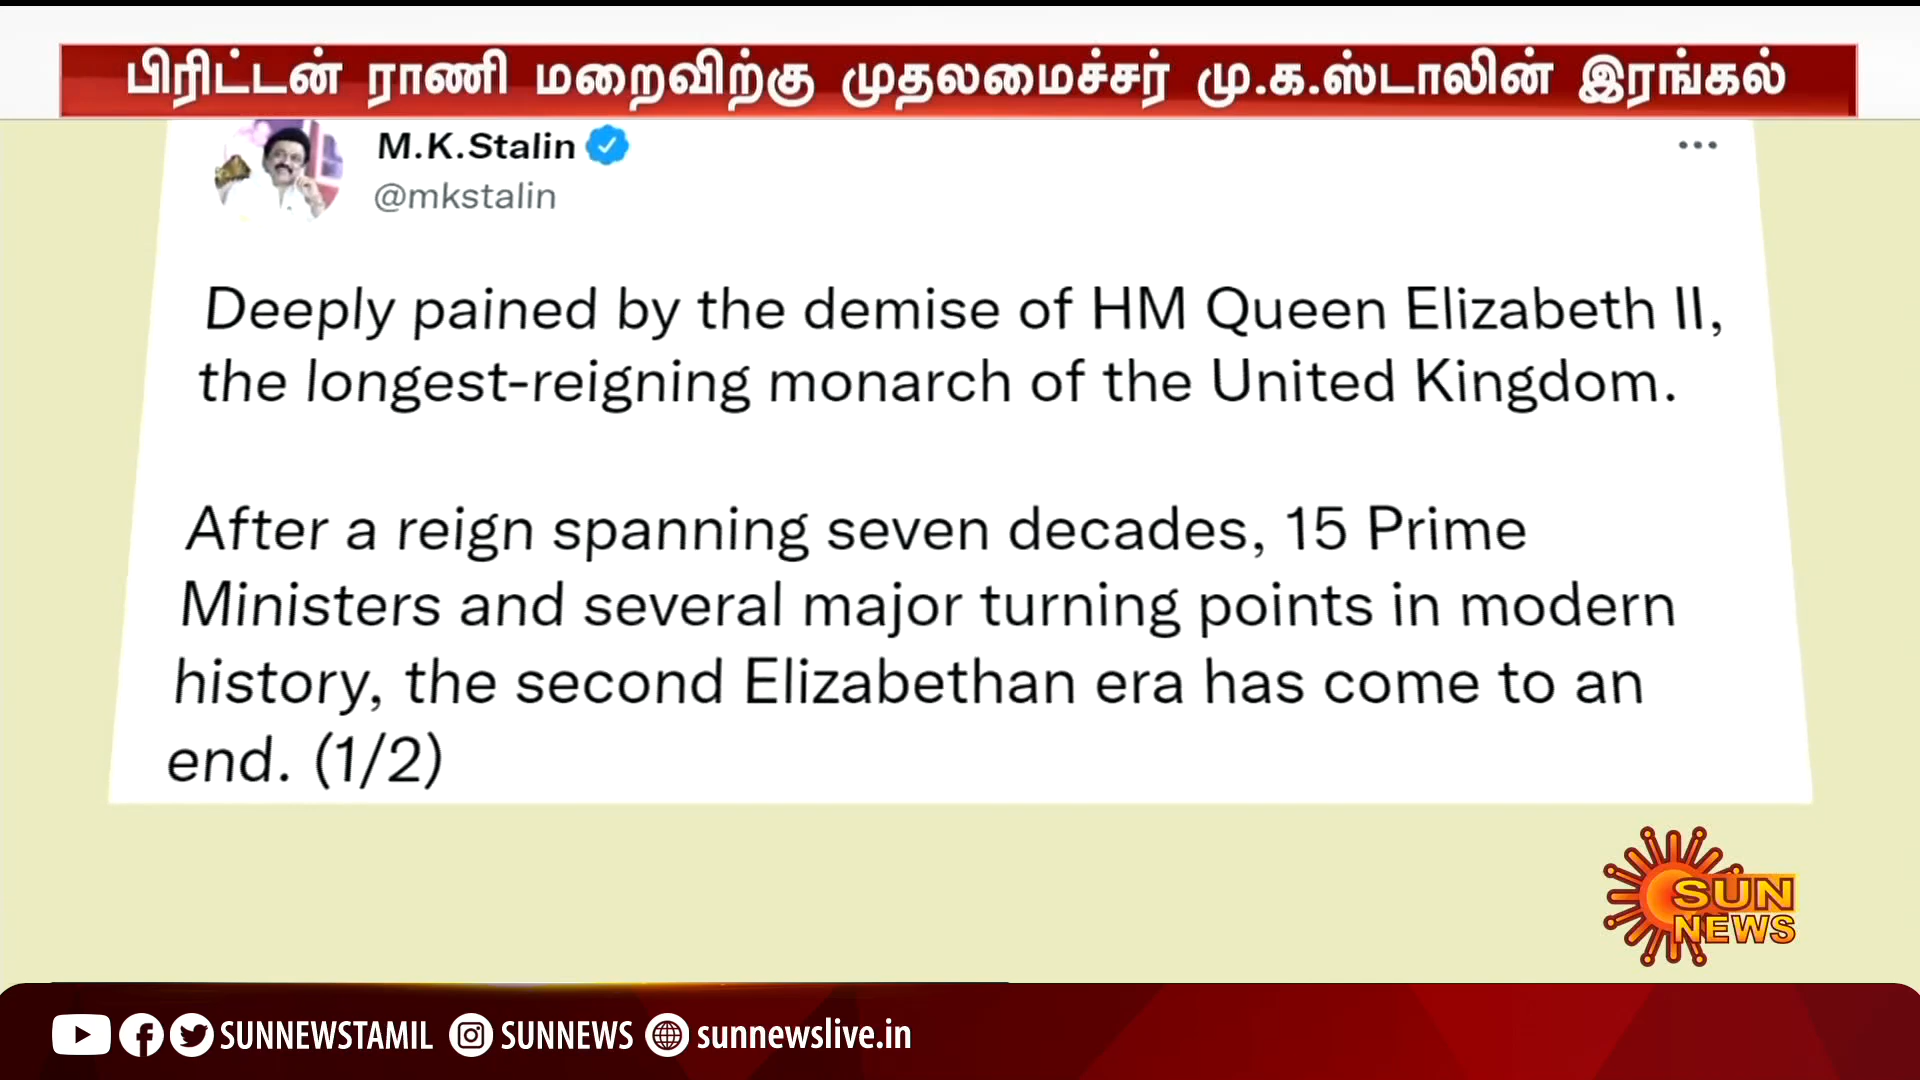 பிரிட்டன் ராணி மறைவிற்கு முதலமைச்சர் மு.க.ஸ்டாலின் இரங்கல்
M.K.Stalin
@mkstalin
Deeply pained by the demise of HM Queen Elizabeth II,
the longest-reigning monarch of the United Kingdom.
After a reign spanning seven decades, 15 Prime
Ministers and several major turning points in modern
history, the second Elizabethan era has come to an
end. (1/2)
SUN
NEWS
SUNNEWSTAMIL SUNNEWS sunnewslive.in